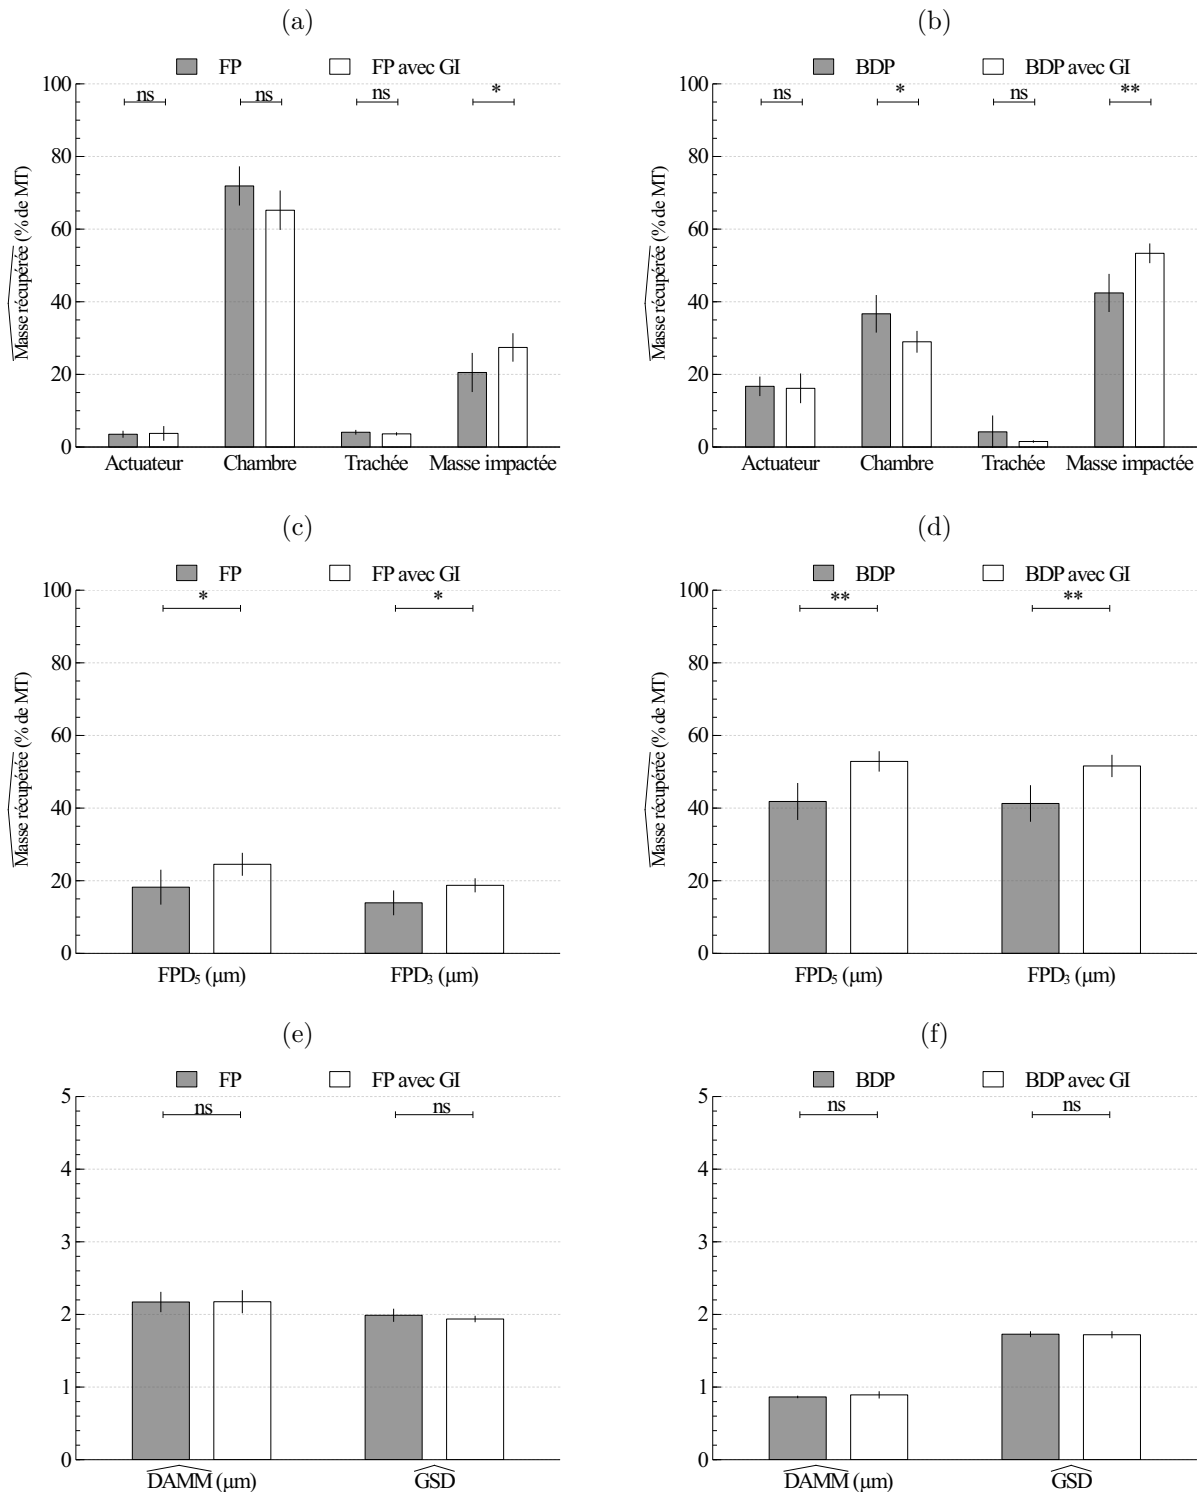 (a)
FP FP avec GI
100
80
60
40
20
0
Masse récupérée (% de MT)
ns ns ns *
Actuateur Chambre Trachée Masse impactée
(b)
BDP BDP avec GI
100
80
60
40
20
0
Masse récupérée (% de MT)
ns * ns **
Actuateur Chambre Trachée Masse impactée
(c)
FP FP avec GI
100
80
60
40
20
0
Masse récupérée (% de MT)
* *
FPD₅ (µm) FPD₃ (µm)
(d)
BDP BDP avec GI
100
80
60
40
20
0
Masse récupérée (% de MT)
** **
FPD₅ (µm) FPD₃ (µm)
(e)
FP FP avec GI
5
4
3
2
1
0
ns ns
DAMM (µm) GSD
(f)
BDP BDP avec GI
5
4
3
2
1
0
ns ns
DAMM (µm) GSD